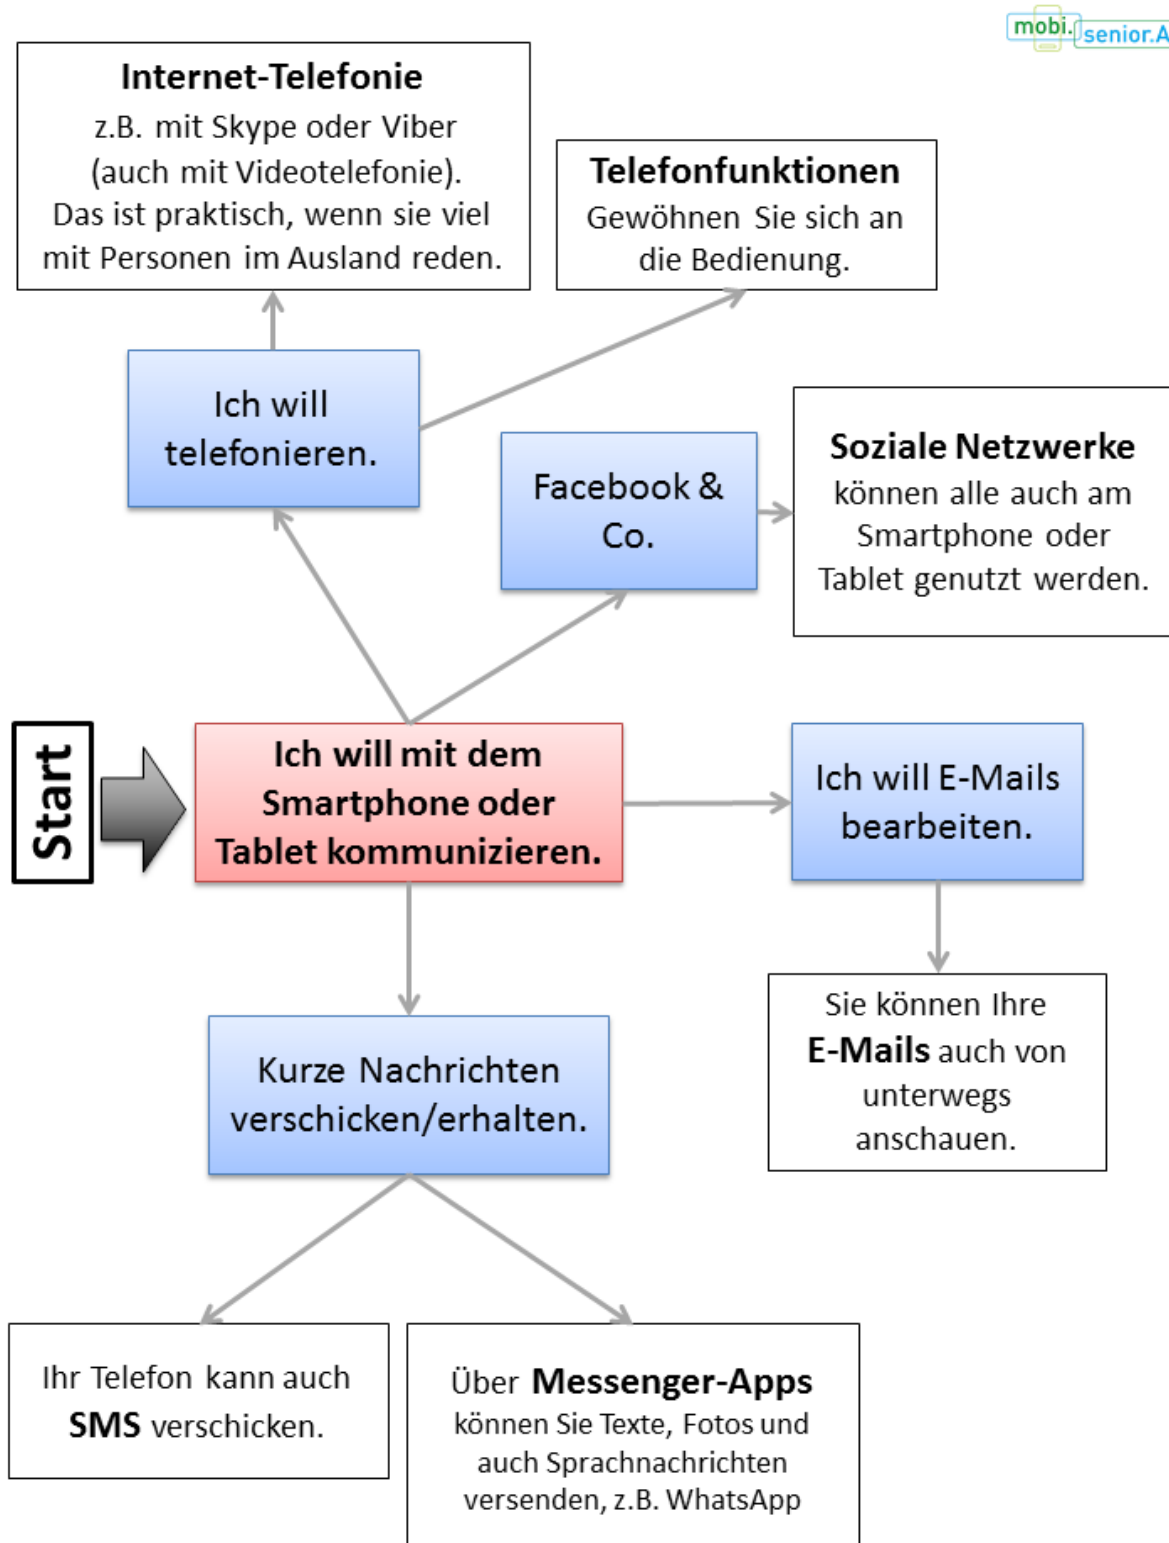 mobi.senior.A
Internet-Telefonie
z.B. mit Skype oder Viber
(auch mit Videotelefonie).
Das ist praktisch, wenn sie viel
mit Personen im Ausland reden.
Telefonfunktionen
Gewöhnen Sie sich an
die Bedienung.
Ich will
telefonieren.
Facebook &
Co.
Soziale Netzwerke
können alle auch am
Smartphone oder
Tablet genutzt werden.
Start
Ich will mit dem
Smartphone oder
Tablet kommunizieren.
Ich will E-Mails
bearbeiten.
Sie können Ihre
E-Mails auch von
unterwegs
anschauen.
Kurze Nachrichten
verschicken/erhalten.
Ihr Telefon kann auch
SMS verschicken.
Über Messenger-Apps
können Sie Texte, Fotos und
auch Sprachnachrichten
versenden, z.B. WhatsApp